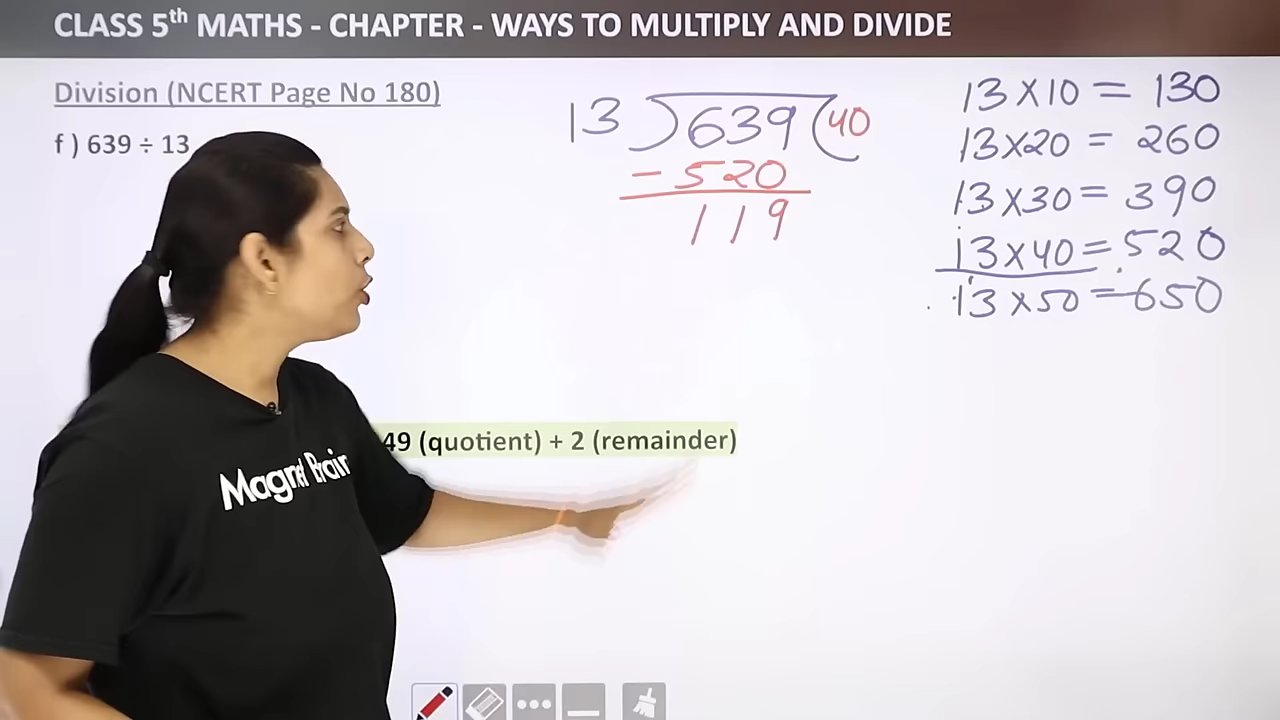 CLASS 5th MATHS - CHAPTER - WAYS TO MULTIPLY AND DIVIDE
Division (NCERT Page No 180)
f ) 639 ÷ 13
13 ) 639 ( 40
- 520
119
13 × 10 = 130
13 × 20 = 260
13 × 30 = 390
13 × 40 = 520
13 × 50 = 650
49 (quotient) + 2 (remainder)
Magnet Brain